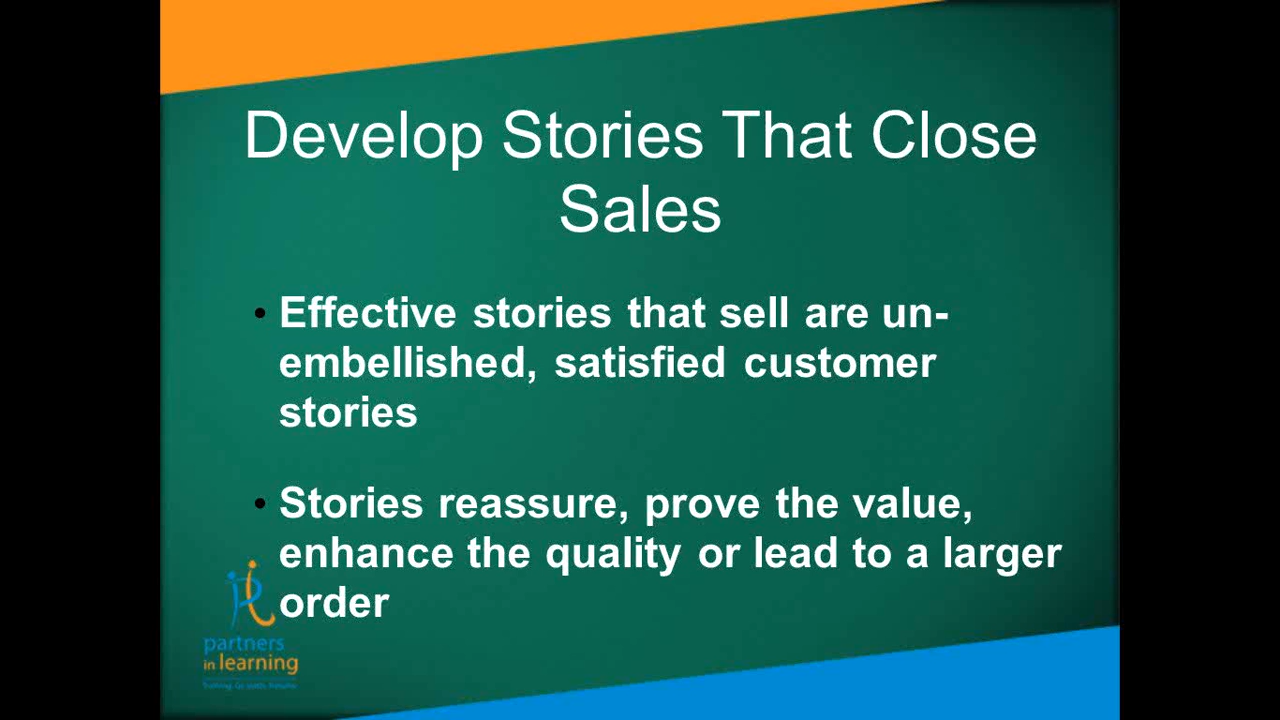 Develop Stories That Close
Sales
• Effective stories that sell are un-
embellished, satisfied customer
stories
• Stories reassure, prove the value,
enhance the quality or lead to a larger
order
partners
in learning